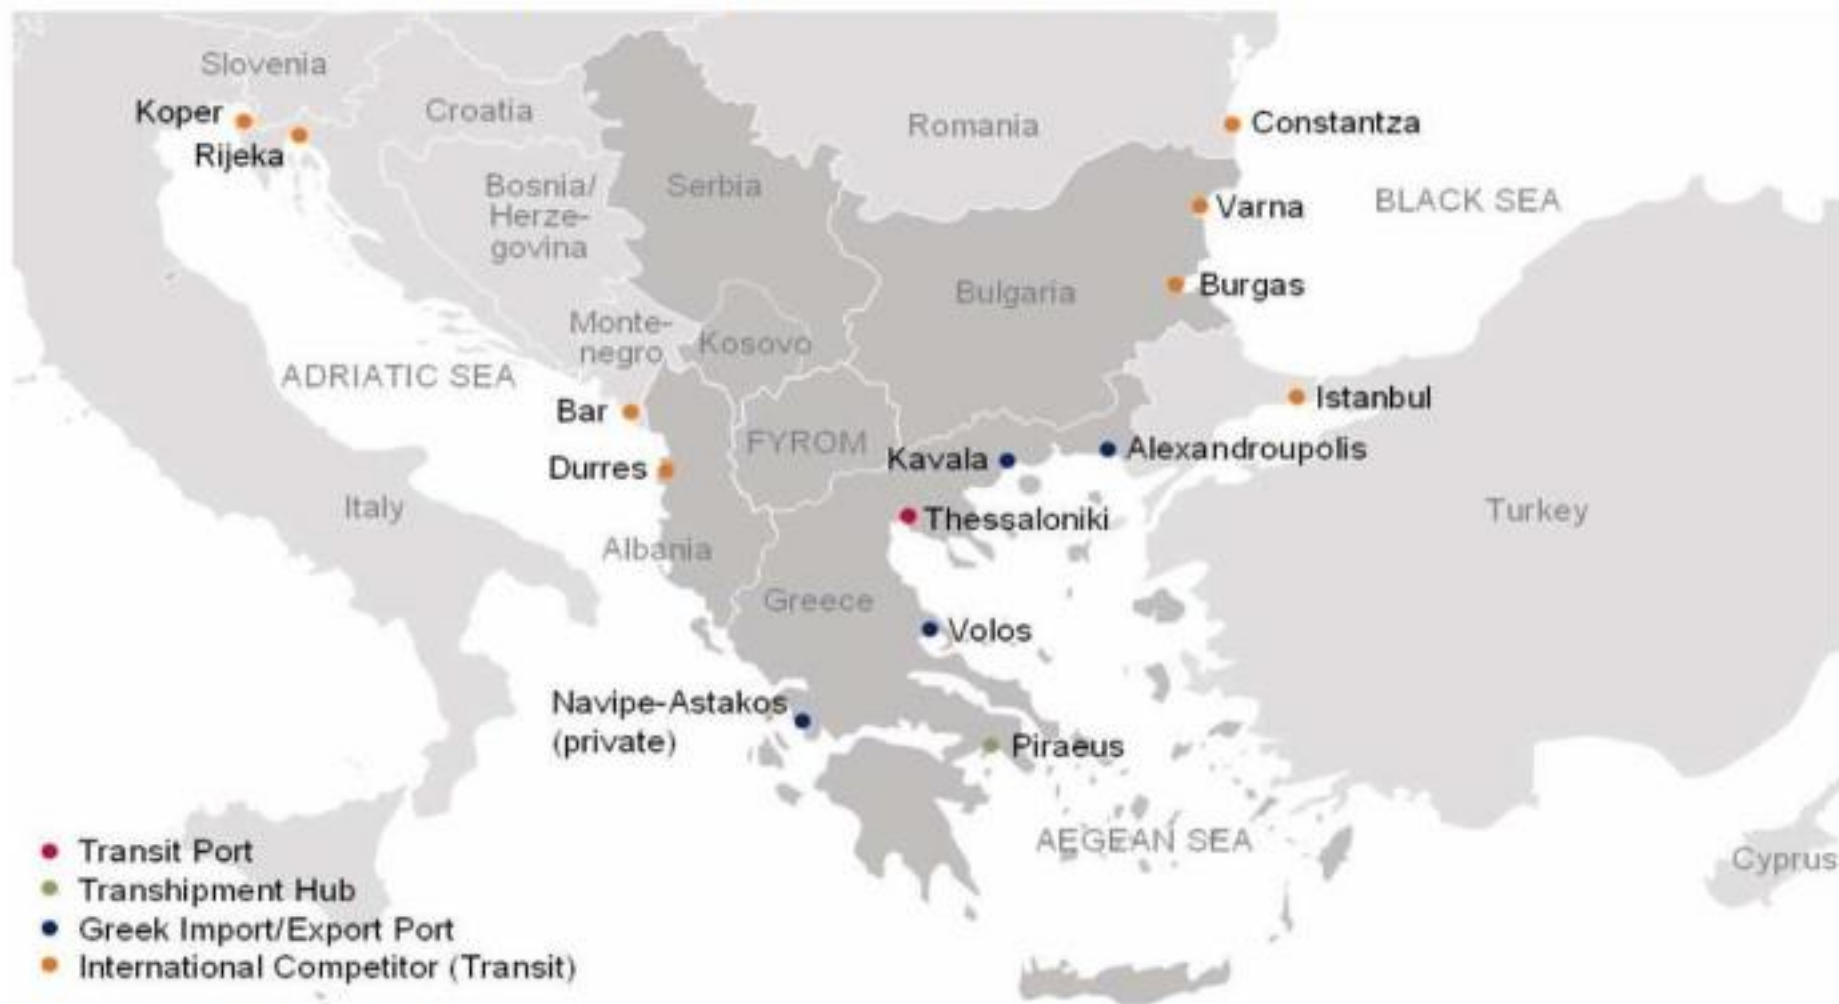 Slovenia
Koper
Rijeka
Croatia
Romania
Constantza
Bosnia/
Herze-
govina
Serbia
Varna
BLACK SEA
Bulgaria
Burgas
Monte-
negro
Kosovo
ADRIATIC SEA
Bar
Istanbul
FYROM
Kavala
Alexandroupolis
Durres
Italy
Thessaloniki
Turkey
Albania
Greece
Volos
Navipe-Astakos
(private)
Piraeus
AEGEAN SEA
Cyprus
Transit Port
Transhipment Hub
Greek Import/Export Port
International Competitor (Transit)